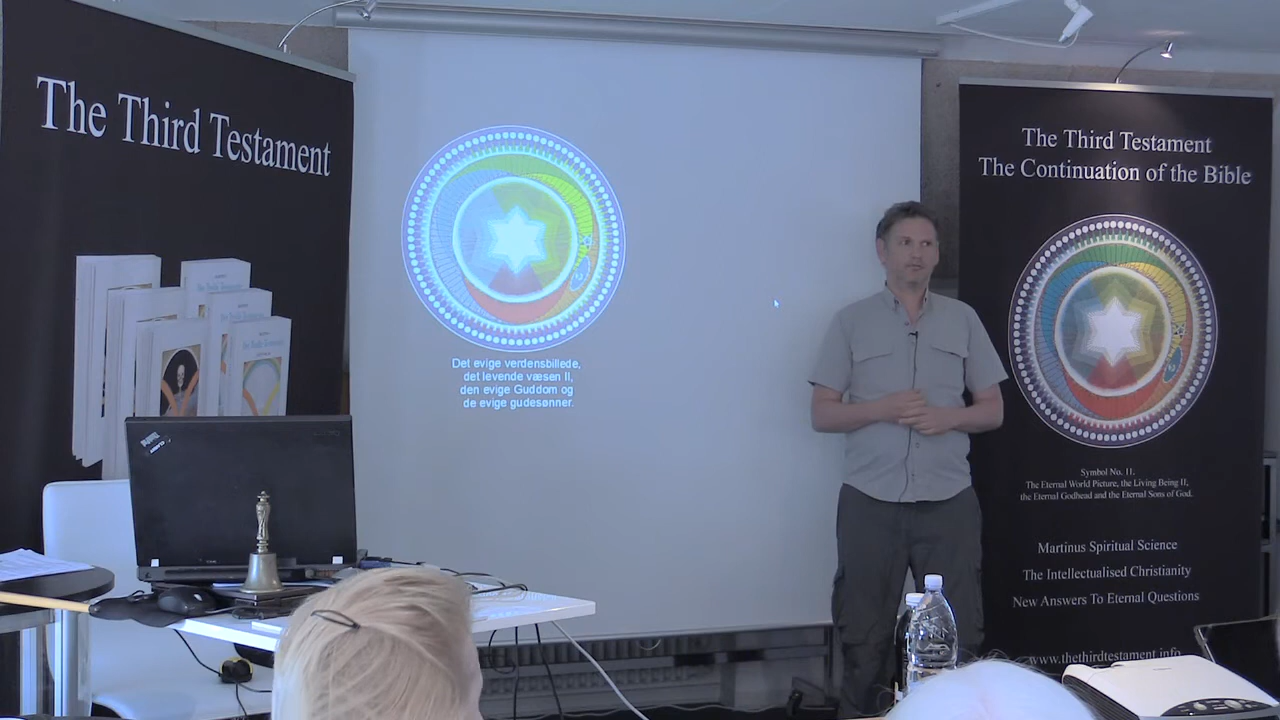 The Third Testament
Det evige verdensbillede,
det levende væsen II,
den evige Guddom og
de evige gudesønner.
The Third Testament
The Continuation of the Bible
Symbol No. 11.
The Eternal World Picture, the Living Being II,
the Eternal Godhead and the Eternal Sons of God.
Martinus Spiritual Science
The Intellectualised Christianity
New Answers To Eternal Questions
www.thethirdtestament.info